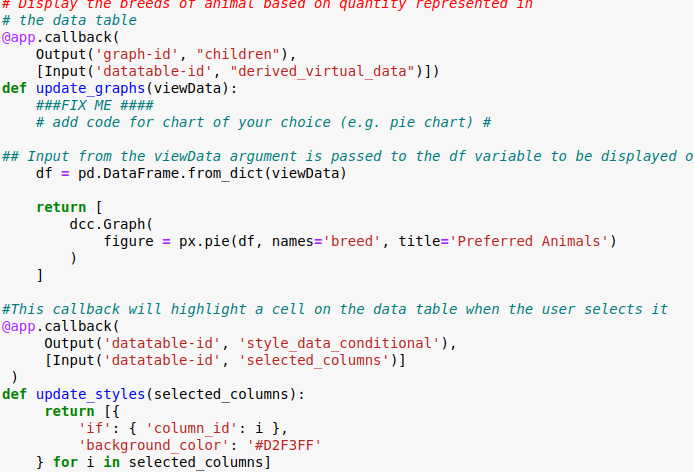 # Display the breeds of animal based on quantity represented in
# the data table
@app.callback(
    Output('graph-id', "children"),
    [Input('datatable-id', "derived_virtual_data")])
def update_graphs(viewData):
    ###FIX ME ####
    # add code for chart of your choice (e.g. pie chart) #

## Input from the viewData argument is passed to the df variable to be displayed o
    df = pd.DataFrame.from_dict(viewData)

    return [
        dcc.Graph(
            figure = px.pie(df, names='breed', title='Preferred Animals')
        )
    ]

#This callback will highlight a cell on the data table when the user selects it
@app.callback(
     Output('datatable-id', 'style_data_conditional'),
     [Input('datatable-id', 'selected_columns')]
 )
def update_styles(selected_columns):
     return [{
         'if': { 'column_id': i },
         'background_color': '#D2F3FF'
    } for i in selected_columns]